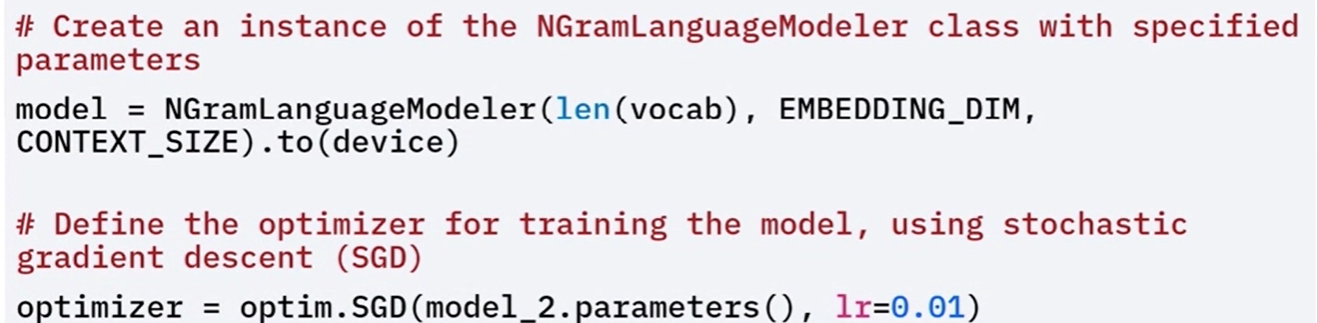 # Create an instance of the NGramLanguageModeler class with specified
parameters
model = NGramLanguageModeler(len(vocab), EMBEDDING_DIM,
CONTEXT_SIZE).to(device)
# Define the optimizer for training the model, using stochastic
gradient descent (SGD)
optimizer = optim.SGD(model_2.parameters(), lr=0.01)